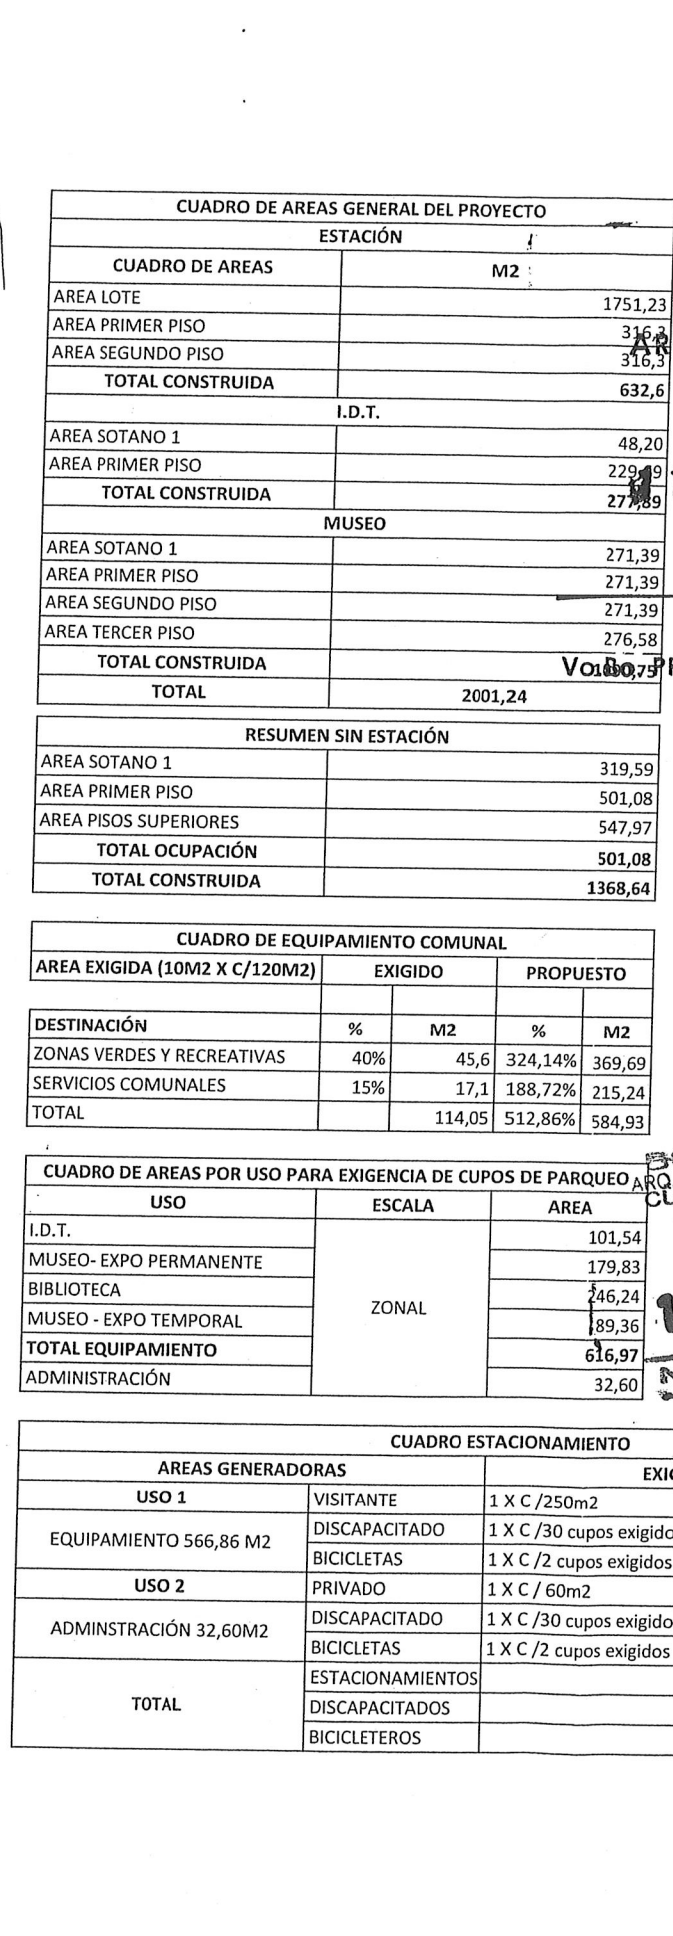 CUADRO DE AREAS GENERAL DEL PROYECTO
ESTACIÓN
CUADRO DE AREAS M2
AREA LOTE 1751,23
AREA PRIMER PISO 316,3
AREA SEGUNDO PISO 316,3
AR
TOTAL CONSTRUIDA 632,6
I.D.T.
AREA SOTANO 1 48,20
AREA PRIMER PISO
TOTAL CONSTRUIDA
MUSEO
AREA SOTANO 1 271,39
AREA PRIMER PISO 271,39
AREA SEGUNDO PISO 271,39
AREA TERCER PISO 276,58
TOTAL CONSTRUIDA
Vo.Bo.
TOTAL 2001,24
RESUMEN SIN ESTACIÓN
AREA SOTANO 1 319,59
AREA PRIMER PISO 501,08
AREA PISOS SUPERIORES 547,97
TOTAL OCUPACIÓN 501,08
TOTAL CONSTRUIDA 1368,64
CUADRO DE EQUIPAMIENTO COMUNAL
AREA EXIGIDA (10M2 X C/120M2) EXIGIDO PROPUESTO
DESTINACIÓN % M2 % M2
ZONAS VERDES Y RECREATIVAS 40% 45,6 324,14% 369,69
SERVICIOS COMUNALES 15% 17,1 188,72% 215,24
TOTAL 114,05 512,86% 584,93
CUADRO DE AREAS POR USO PARA EXIGENCIA DE CUPOS DE PARQUEO
ARQ
CU
USO ESCALA AREA
I.D.T. 101,54
MUSEO- EXPO PERMANENTE 179,83
BIBLIOTECA 246,24
ZONAL
MUSEO - EXPO TEMPORAL 89,36
TOTAL EQUIPAMIENTO 616,97
ADMINISTRACIÓN 32,60
CUADRO ESTACIONAMIENTO
AREAS GENERADORAS EXI
USO 1 VISITANTE 1 X C /250m2
EQUIPAMIENTO 566,86 M2
DISCAPACITADO 1 X C /30 cupos exigido
BICICLETAS 1 X C /2 cupos exigidos
USO 2 PRIVADO 1 X C / 60m2
ADMINSTRACIÓN 32,60M2
DISCAPACITADO 1 X C /30 cupos exigido
BICICLETAS 1 X C /2 cupos exigidos
TOTAL
ESTACIONAMIENTOS
DISCAPACITADOS
BICICLETEROS